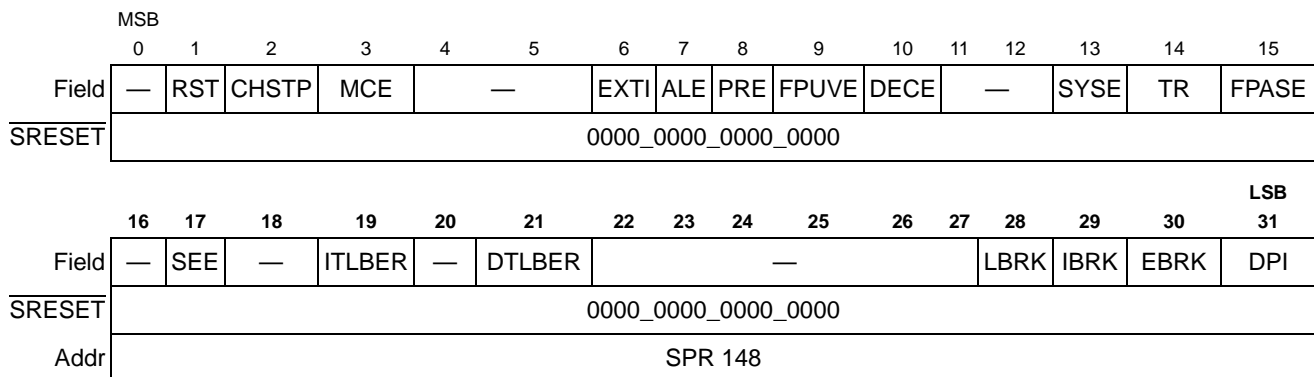 MSB
0 1 2 3 4 5 6 7 8 9 10 11 12 13 14 15
Field — RST CHSTP MCE — EXTI ALE PRE FPUVE DECE — SYSE TR FPASE
SRESET 0000_0000_0000_0000
LSB
16 17 18 19 20 21 22 23 24 25 26 27 28 29 30 31
Field — SEE — ITLBER — DTLBER — LBRK IBRK EBRK DPI
SRESET 0000_0000_0000_0000
Addr SPR 148